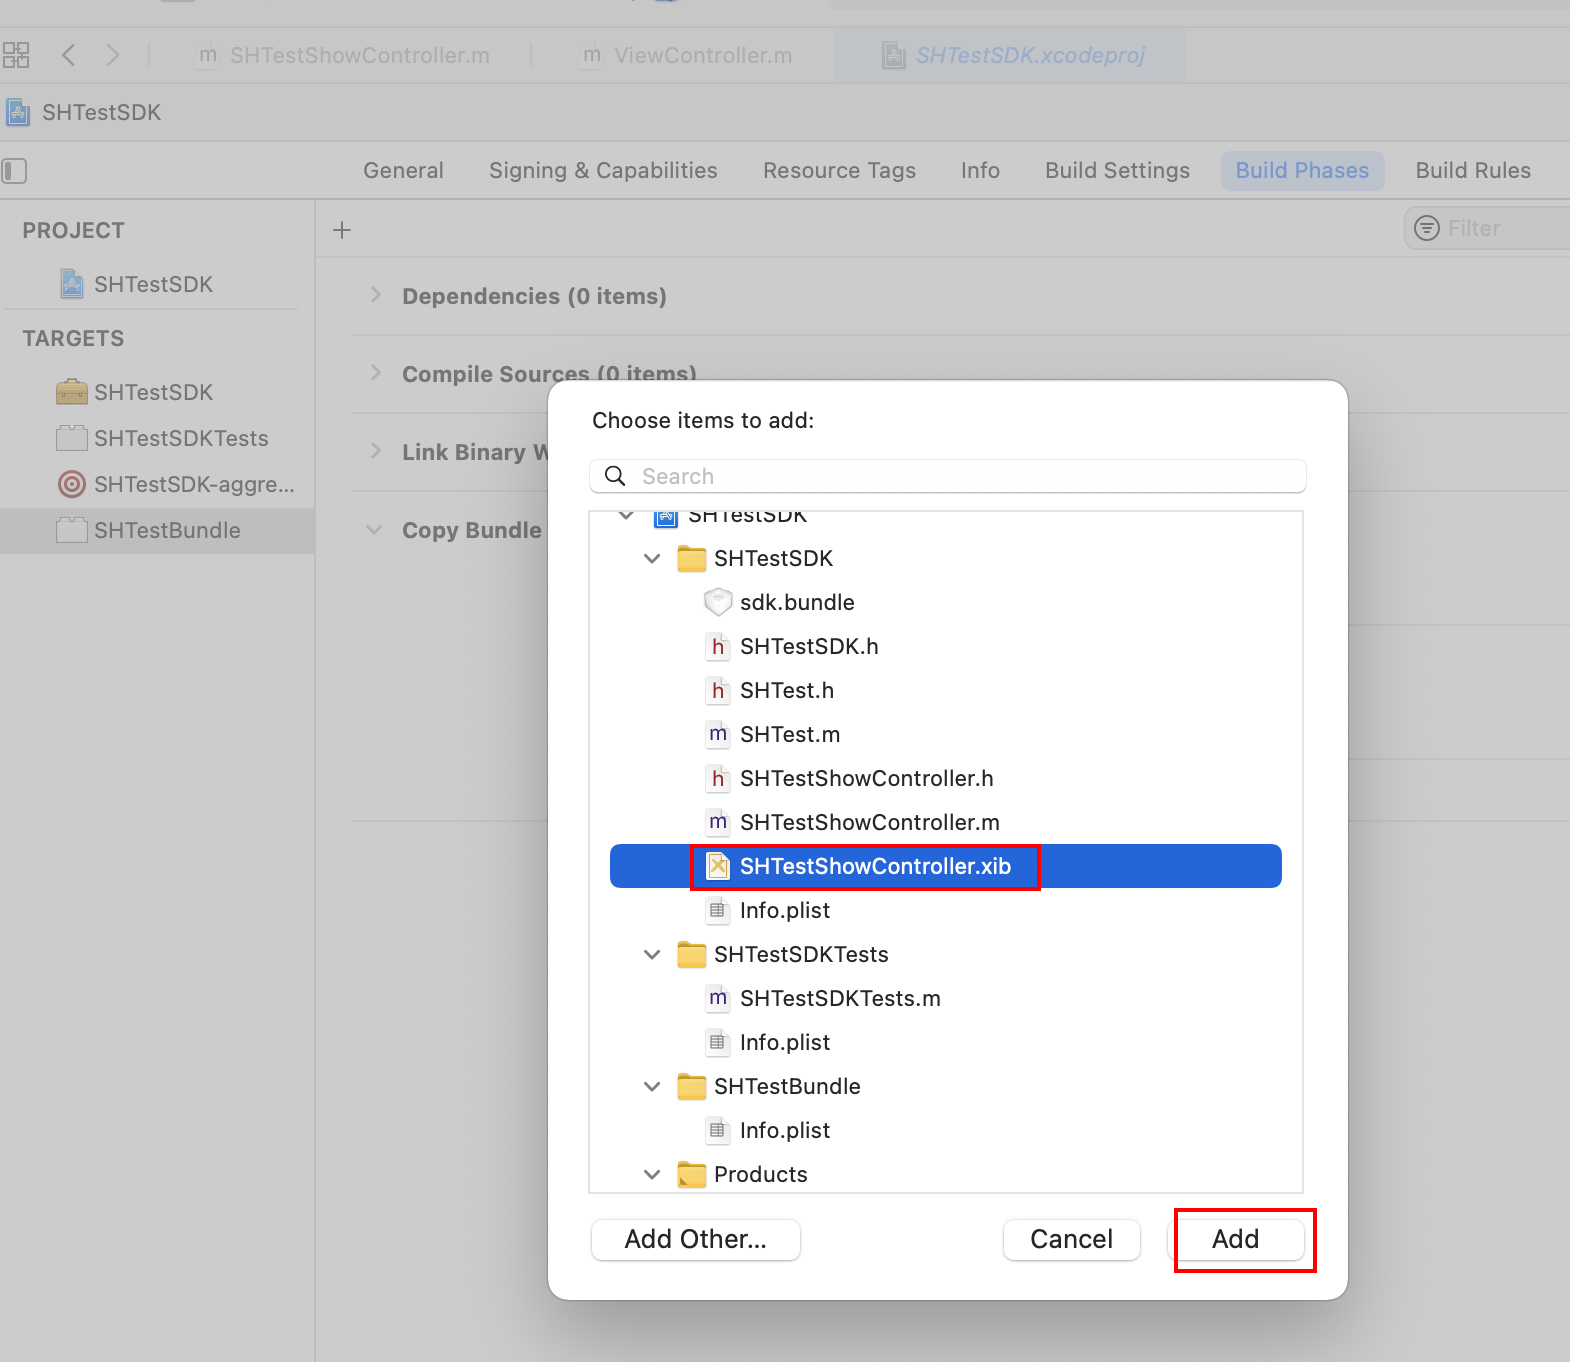 m SHTestShowController.m
m ViewController.m
SHTestSDK.xcodeproj
SHTestSDK
General Signing & Capabilities Resource Tags Info Build Settings Build Phases Build Rules
PROJECT
SHTestSDK
TARGETS
SHTestSDK
SHTestSDKTests
SHTestSDK-aggre...
SHTestBundle
+
Filter
Dependencies (0 items)
Compile Sources (0 items)
Link Binary W
Copy Bundle
Choose items to add:
Search
SHTestSDK
SHTestSDK
sdk.bundle
h SHTestSDK.h
h SHTest.h
m SHTest.m
h SHTestShowController.h
m SHTestShowController.m
SHTestShowController.xib
Info.plist
SHTestSDKTests
m SHTestSDKTests.m
Info.plist
SHTestBundle
Info.plist
Products
Add Other...
Cancel
Add